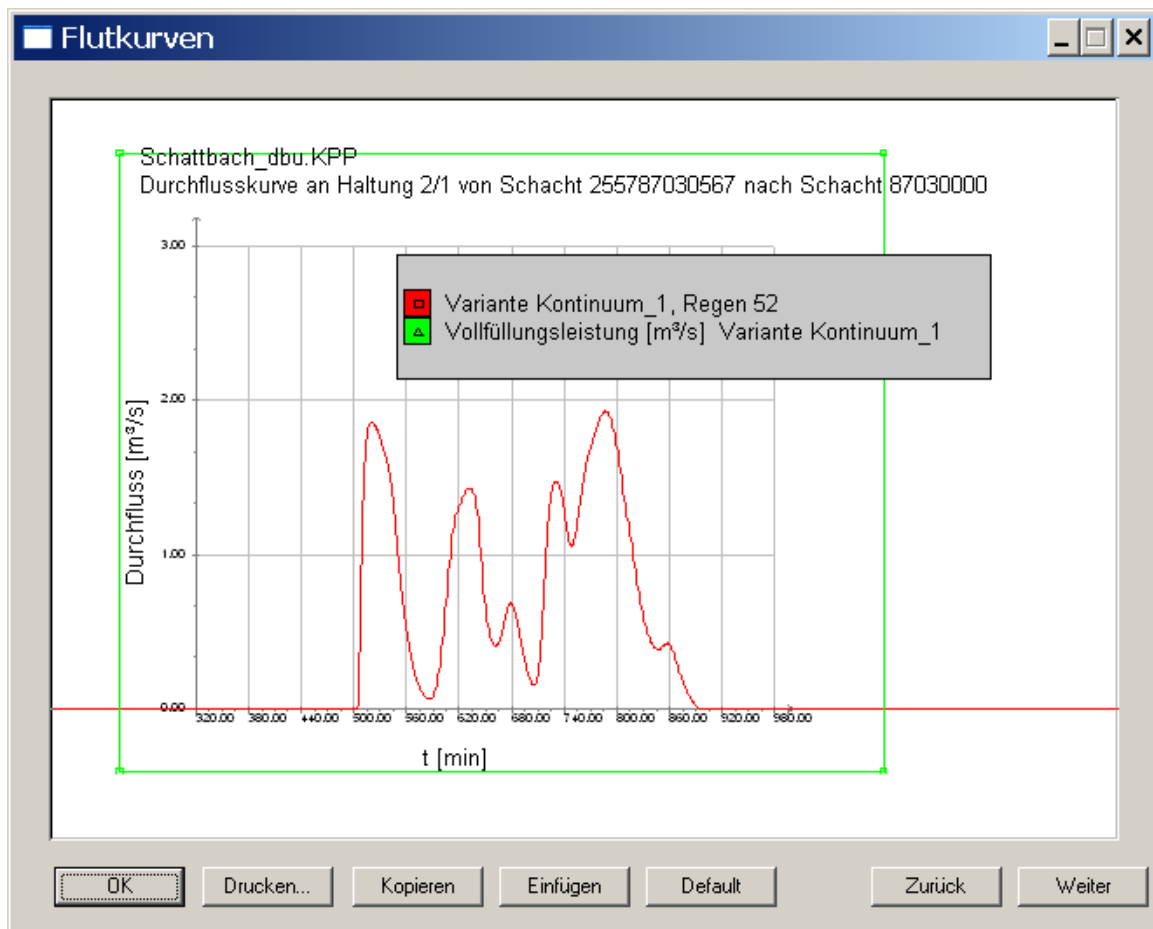 Flutkurven
Schattbach_dbu.KPP
Durchflusskurve an Haltung 2/1 von Schacht 255787030567 nach Schacht 87030000
3.00
Variante Kontinuum_1, Regen 52
Vollfüllungsleistung [m³/s] Variante Kontinuum_1
2.00
Durchfluss [m³/s]
1.00
0.00
320.00 380.00 440.00 500.00 560.00 620.00 680.00 740.00 800.00 860.00 920.00 980.00
t [min]
OK Drucken... Kopieren Einfügen Default Zurück Weiter